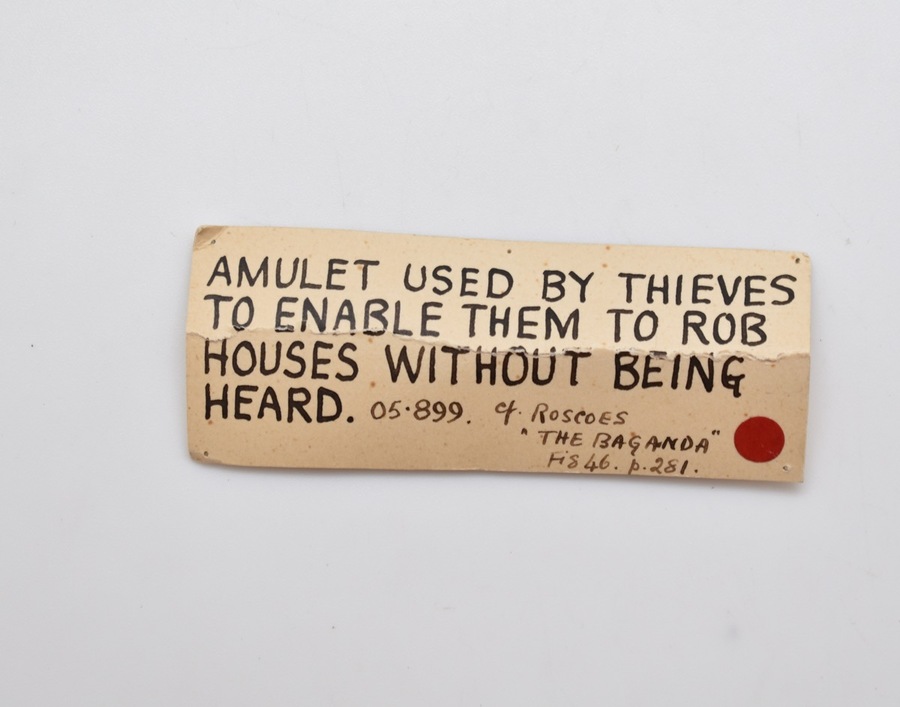 AMULET USED BY THIEVES
TO ENABLE THEM TO ROB
HOUSES WITHOUT BEING
HEARD. 05·899. cf. ROSCOES
"THE BAGANDA"
Fig 46. p. 281.